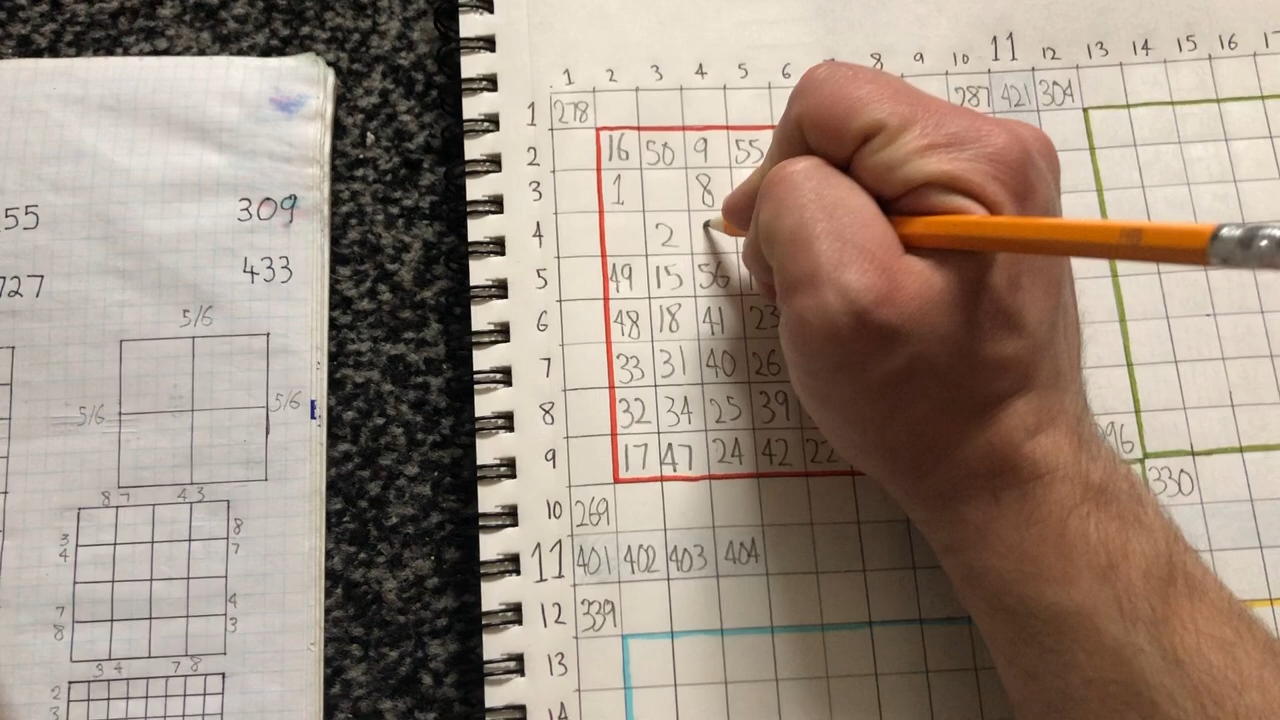 55 309
727 433
5/6
5/6 5/6
8 7 4 3
3 8
4 7
7 4
8 3
3 4 7 8
2
3
1 2 3 4 5 6 8 9 10 11 12 13 14 15 16 17
1 278 287 421 304
2 16 50 9 55
3 1 8
4 2
5 49 15 56
6 48 18 41 23
7 33 31 40 26
8 32 34 25 39
9 17 47 24 42 22
330
10 269
11 401 402 403 404
12 339
13
14